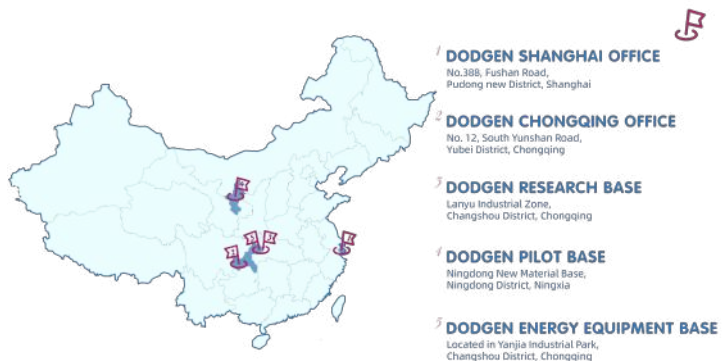 1 DODGEN SHANGHAI OFFICE
No.388, Fushan Road,
Pudong new District, Shanghai
2 DODGEN CHONGQING OFFICE
No. 12, South Yunshan Road,
Yubei District, Chongqing
3 DODGEN RESEARCH BASE
Lanyu Industrial Zone,
Changshou District, Chongqing
4 DODGEN PILOT BASE
Ningdong New Material Base,
Ningdong District, Ningxia
5 DODGEN ENERGY EQUIPMENT BASE
Located in Yanjia Industrial Park,
Changshou District, Chongqing